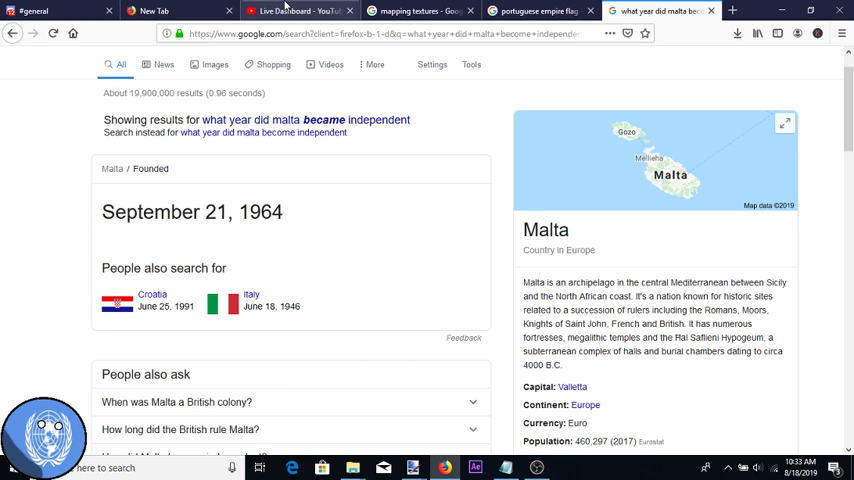 #general
New Tab
Live Dashboard - YouTub
mapping textures - Goog
portuguese empire flag -
what year did malta beco
https://www.google.com/search?client=firefox-b-1-d&q=what+year+did+malta+become+independen
All News Images Shopping Videos More Settings Tools
About 19,900,000 results (0.96 seconds)
Showing results for what year did malta became independent
Search instead for what year did malta become independent
Malta / Founded
September 21, 1964
People also search for
Croatia
June 25, 1991
Italy
June 18, 1946
Feedback
People also ask
When was Malta a British colony?
How long did the British rule Malta?
Gozo
Mellieha
Malta
Map data ©2019
Malta
Country in Europe
Malta is an archipelago in the central Mediterranean between Sicily
and the North African coast. It's a nation known for historic sites
related to a succession of rulers including the Romans, Moors,
Knights of Saint John, French and British. It has numerous
fortresses, megalithic temples and the Ħal Saflieni Hypogeum, a
subterranean complex of halls and burial chambers dating to circa
4000 B.C.
Capital: Valletta
Continent: Europe
Currency: Euro
Population: 460,297 (2017) Eurostat
here to search
Ae
10:33 AM
8/18/2019